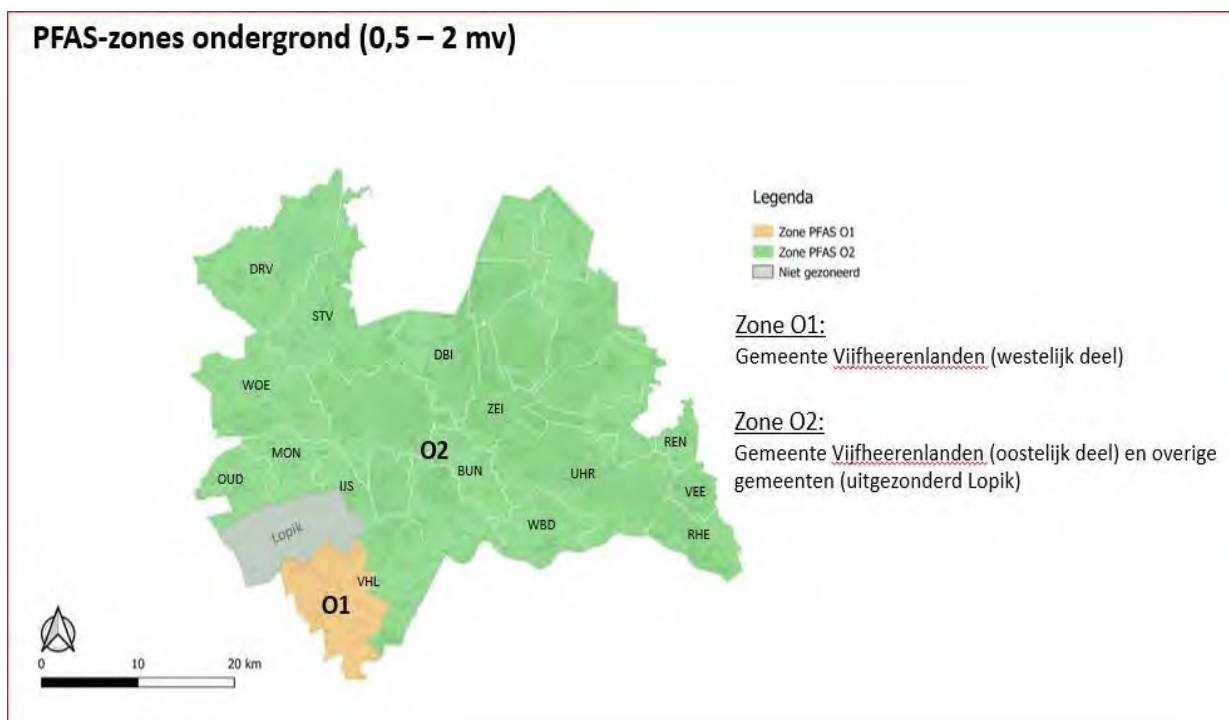 PFAS-zones ondergrond (0,5 – 2 mv)
Legenda
Zone PFAS O1
Zone PFAS O2
Niet gezoneerd
Zone O1:
Gemeente Vijfheerenlanden (westelijk deel)
Zone O2:
Gemeente Vijfheerenlanden (oostelijk deel) en overige
gemeenten (uitgezonderd Lopik)
DRV
STV
DBI
WOE
ZEI
REN
MON
O2
BUN
UHR
OUD
IJS
VEE
WBD
RHE
Lopik
VHL
O1
0 10 20 km